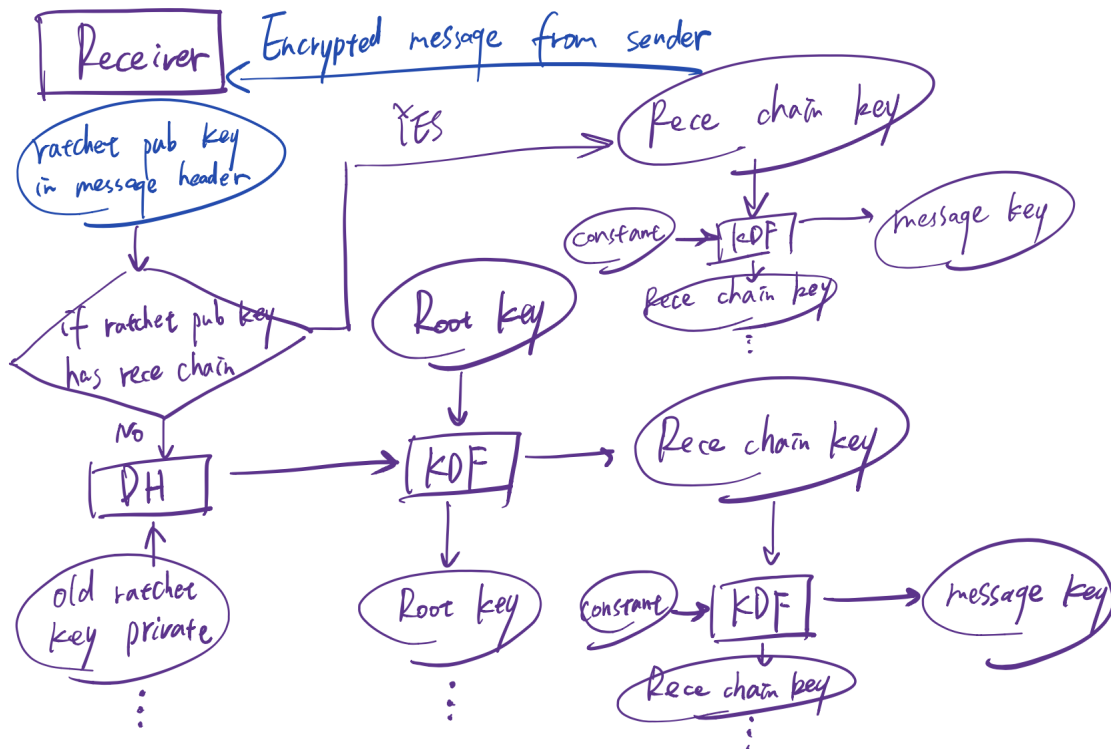 Receiver
Encrypted message from sender
ratchet pub key
in message header
YES
Rece chain key
constant
KDF
message key
Rece chain key
if ratchet pub key
has rece chain
Root key
No
DH
KDF
Rece chain key
old ratchet
key private
Root key
constant
KDF
message key
Rece chain key